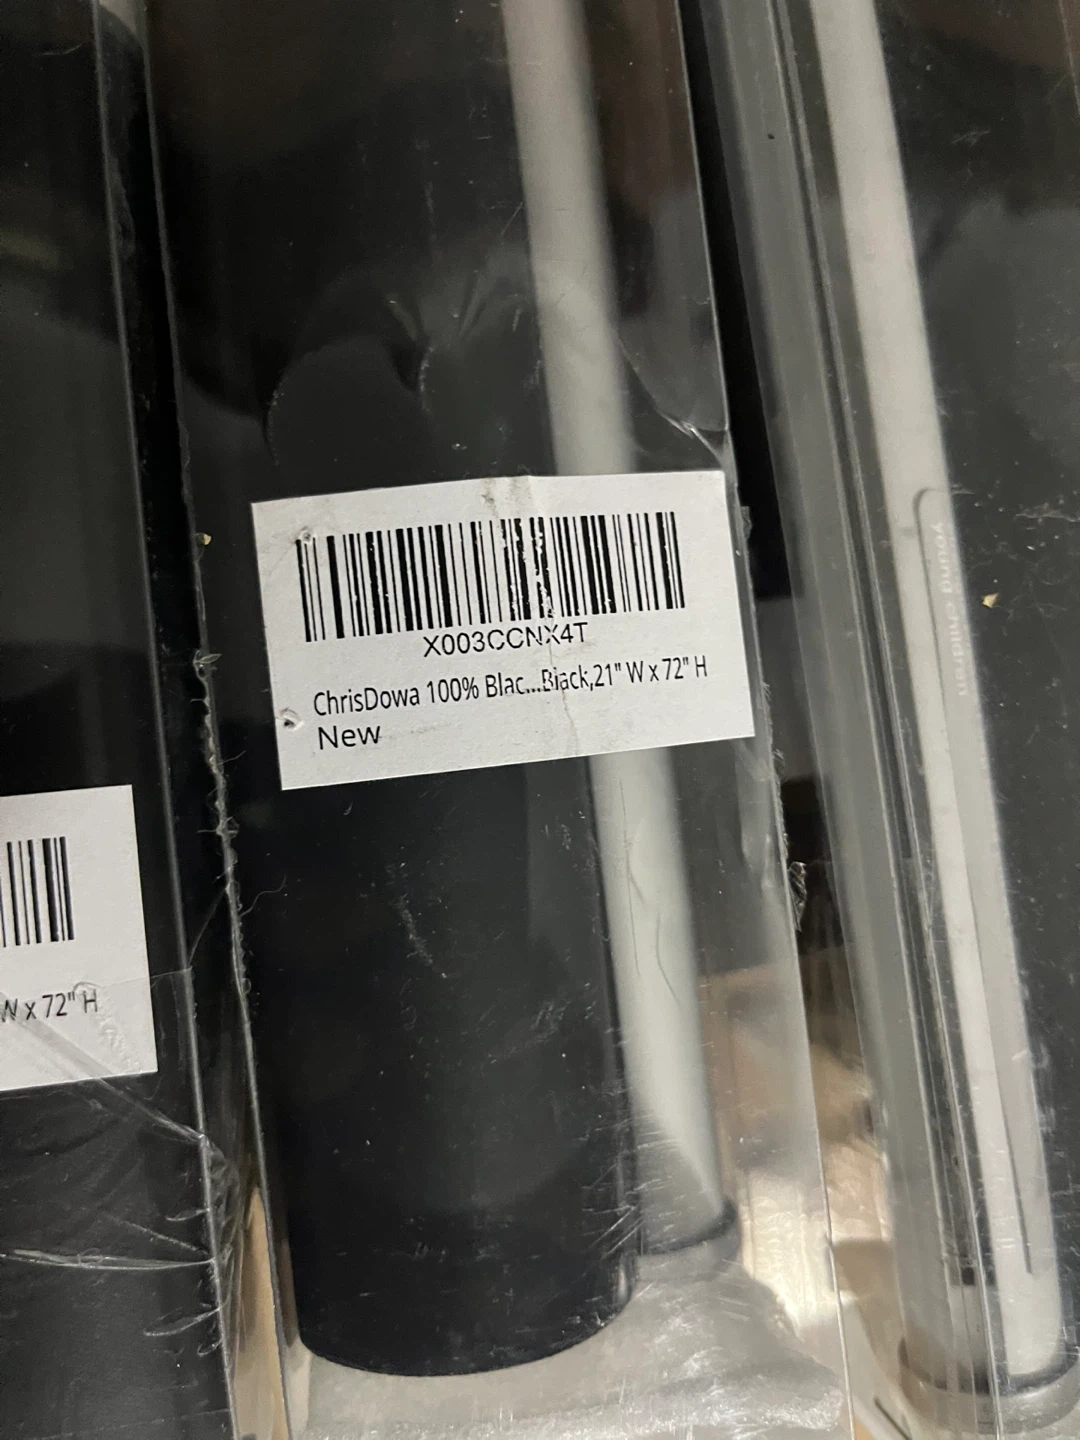 X003CCNX4T
ChrisDowa 100% Blac...Black,21" W x 72" H
New
W x 72" H
young children